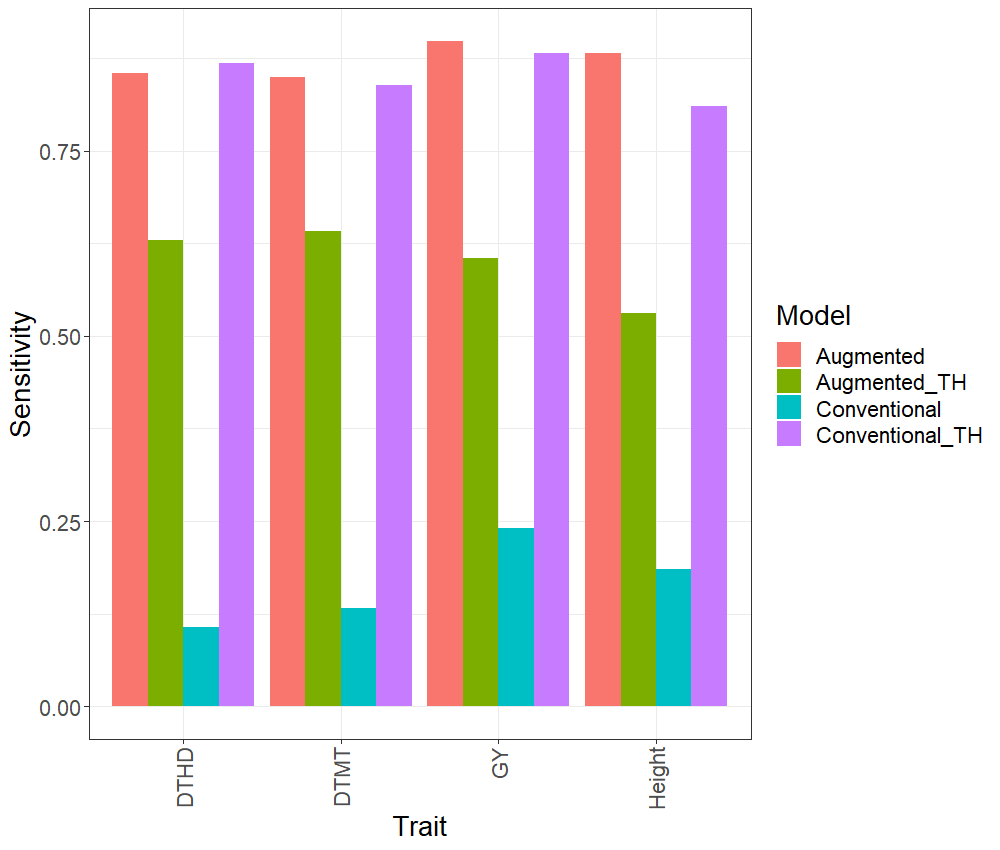 Sensitivity
0.75
0.50
0.25
0.00
DTHD
DTMT
GY
Height
Trait
Model
Augmented
Augmented_TH
Conventional
Conventional_TH